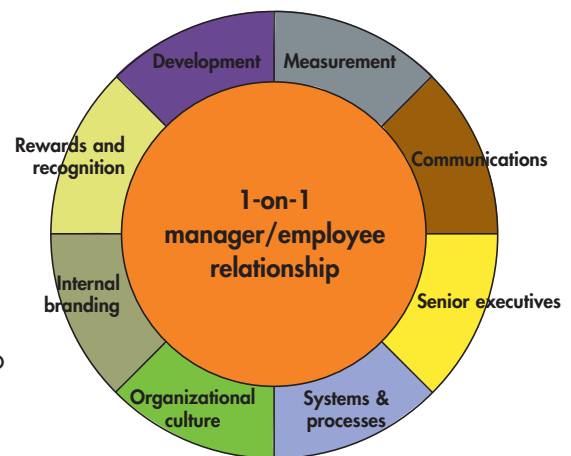 Development
Measurement
Rewards and
recognition
Communications
1-on-1
manager/employee
relationship
Internal
branding
Senior executives
Organizational
culture
Systems &
processes